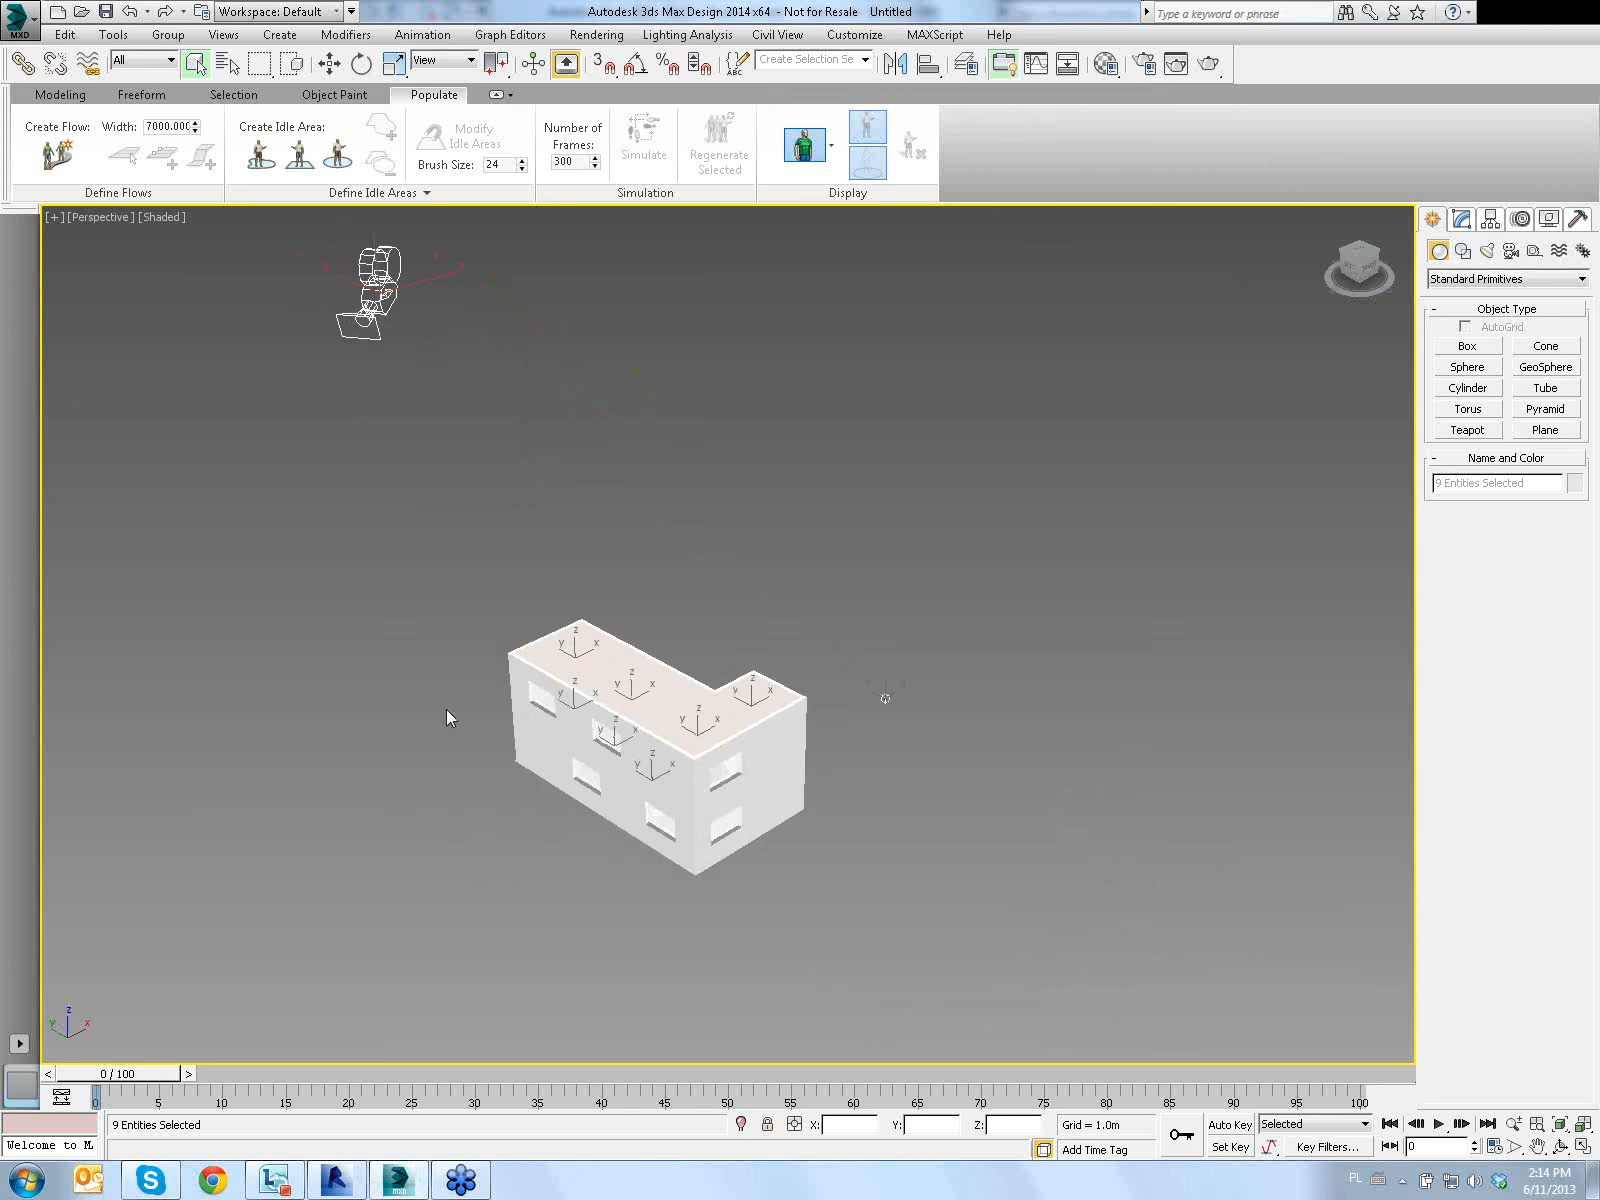 Workspace: Default
Autodesk 3ds Max Design 2014 x64 - Not for Resale Untitled
Type a keyword or phrase
MXD
Edit Tools Group Views Create Modifiers Animation Graph Editors Rendering Lighting Analysis Civil View Customize MAXScript Help
All
View
3
ABC
Create Selection Se
Modeling Freeform Selection Object Paint Populate
Create Flow: Width: 7000.000
Create Idle Area:
Modify
Idle Areas
Brush Size: 24
Number of
Frames:
300
Simulate
Regenerate
Selected
Define Flows Define Idle Areas Simulation Display
[+] [Perspective] [Shaded]
Standard Primitives
- Object Type
AutoGrid
Box Cone
Sphere GeoSphere
Cylinder Tube
Torus Pyramid
Teapot Plane
- Name and Color
9 Entities Selected
z
y x
z
y x
z
y x
z
y x
z
y x
z
y x
z
y x
z
y x
< 0 / 100 >
0 5 10 15 20 25 30 35 40 45 50 55 60 65 70 75 80 85 90 95 100
9 Entities Selected
X: Y: Z:
Grid = 1.0m
Auto Key Selected
Welcome to M
Add Time Tag
Set Key Key Filters... 0
PL
2:14 PM
6/11/2013